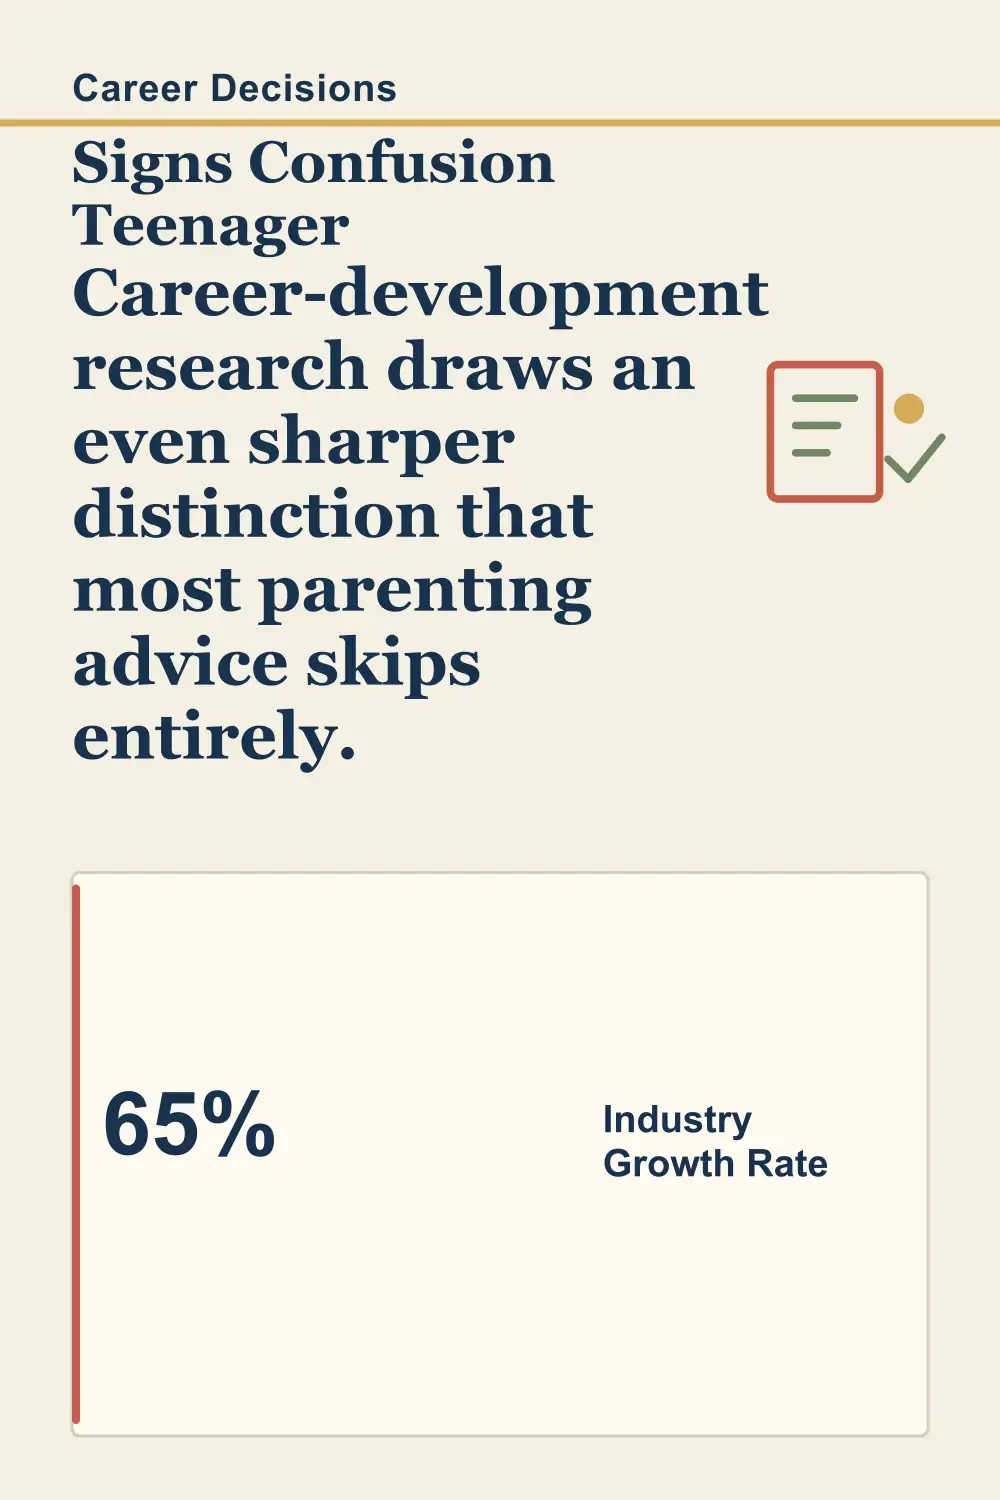 Career Decisions
Signs Confusion
Teenager
Career-development
research draws an
even sharper
distinction that
most parenting
advice skips
entirely.
65%
Industry
Growth Rate